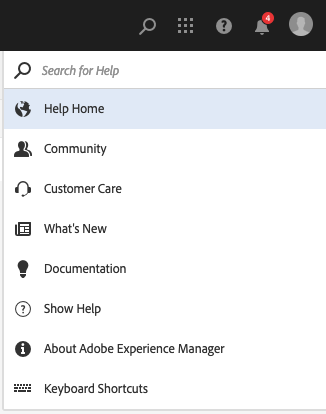 4
Search for Help
Help Home
Community
Customer Care
What's New
Documentation
Show Help
About Adobe Experience Manager
Keyboard Shortcuts